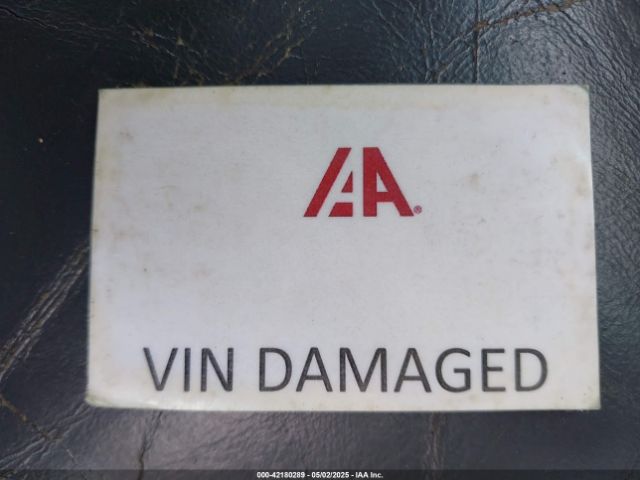 IAA®
VIN DAMAGED
000-42180289 - 05/02/2025 - IAA Inc.